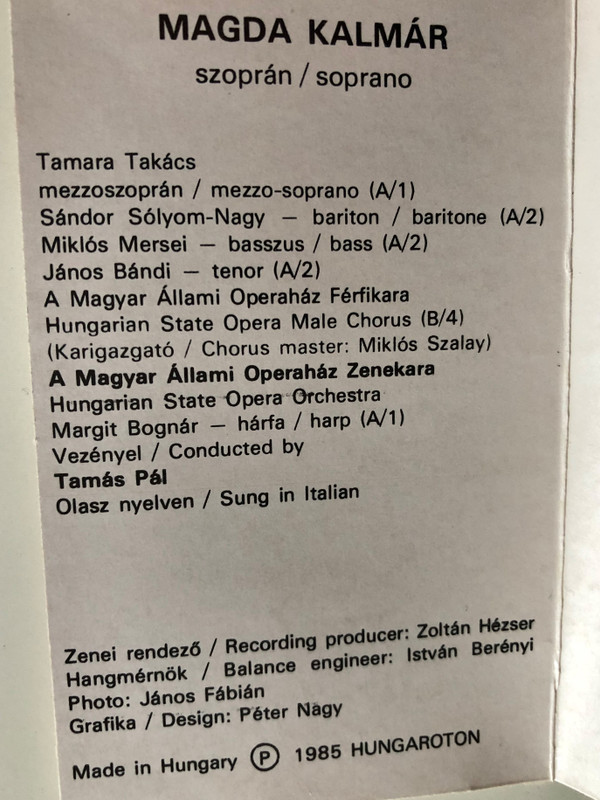 MAGDA KALMÁR
szoprán / soprano
Tamara Takács
mezzoszoprán / mezzo-soprano (A/1)
Sándor Sólyom-Nagy – bariton / baritone (A/2)
Miklós Mersei – basszus / bass (A/2)
János Bándi – tenor (A/2)
A Magyar Állami Operaház Férfikara
Hungarian State Opera Male Chorus (B/4)
(Karigazgató / Chorus master: Miklós Szalay)
A Magyar Állami Operaház Zenekara
Hungarian State Opera Orchestra
Margit Bognár – hárfa / harp (A/1)
Vezényel / Conducted by
Tamás Pál
Olasz nyelven / Sung in Italian
Zenei rendező / Recording producer: Zoltán Hézser
Hangmérnök / Balance engineer: István Berényi
Photo: János Fábián
Grafika / Design: Péter Nagy
Made in Hungary Ⓟ 1985 HUNGAROTON